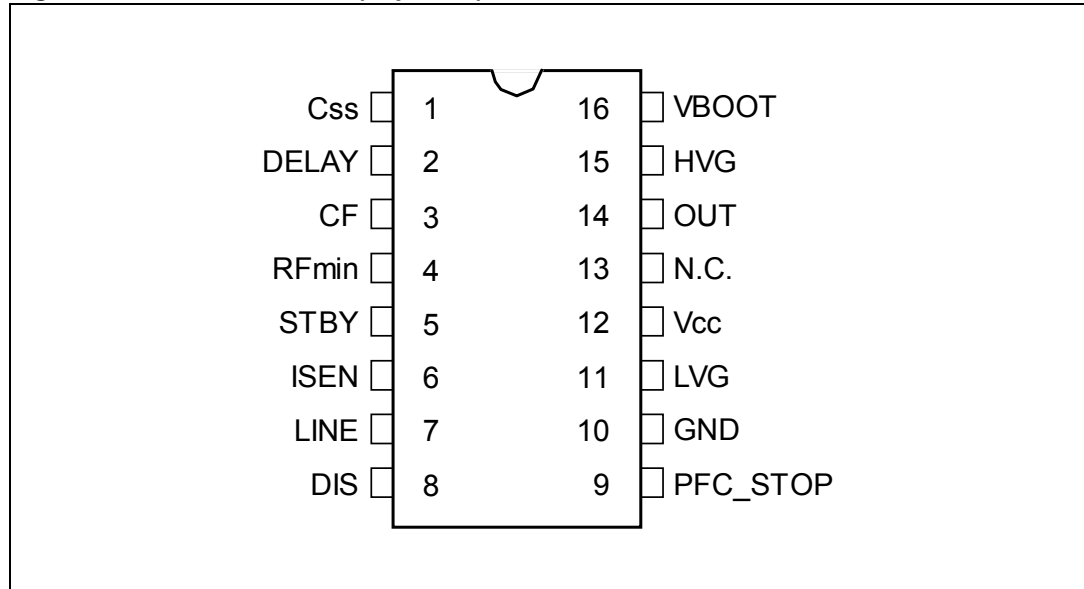 Css 1 16 VBOOT
DELAY 2 15 HVG
CF 3 14 OUT
RFmin 4 13 N.C.
STBY 5 12 Vcc
ISEN 6 11 LVG
LINE 7 10 GND
DIS 8 9 PFC_STOP